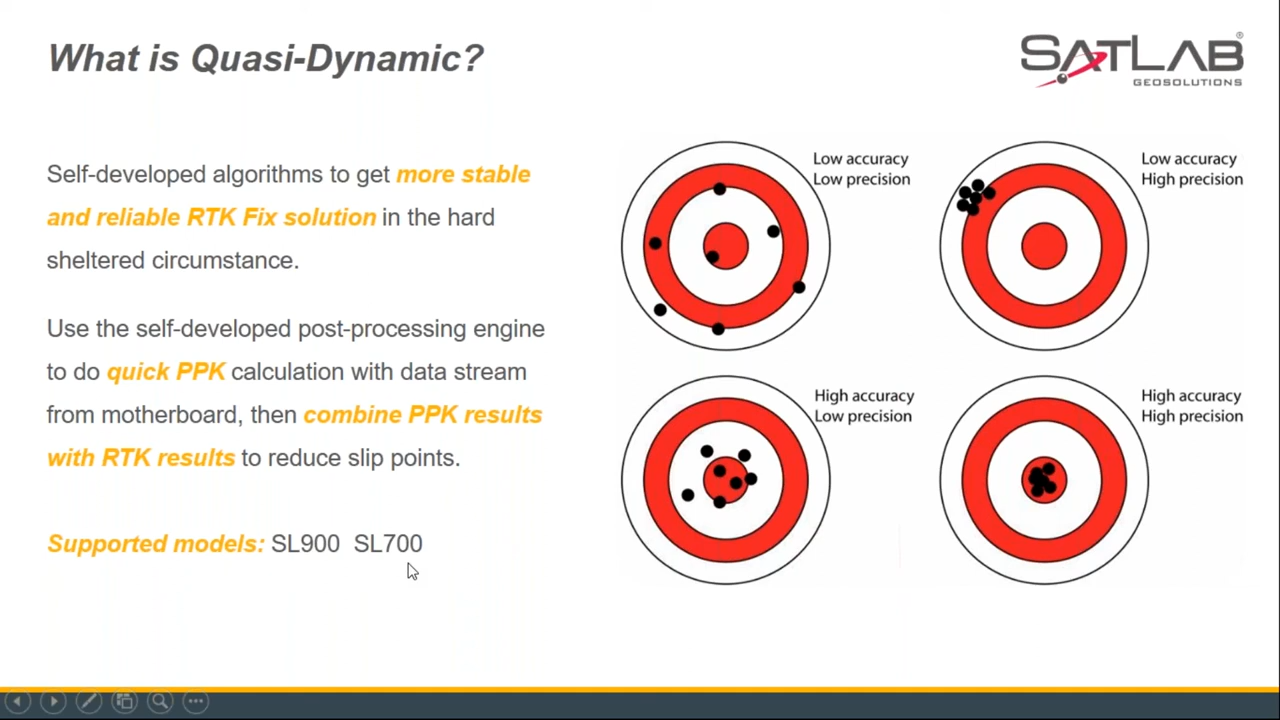 What is Quasi-Dynamic?
SATLAB®
GEOSOLUTIONS
Self-developed algorithms to get more stable
and reliable RTK Fix solution in the hard
sheltered circumstance.
Use the self-developed post-processing engine
to do quick PPK calculation with data stream
from motherboard, then combine PPK results
with RTK results to reduce slip points.
Supported models: SL900 SL700
Low accuracy
Low precision
Low accuracy
High precision
High accuracy
Low precision
High accuracy
High precision